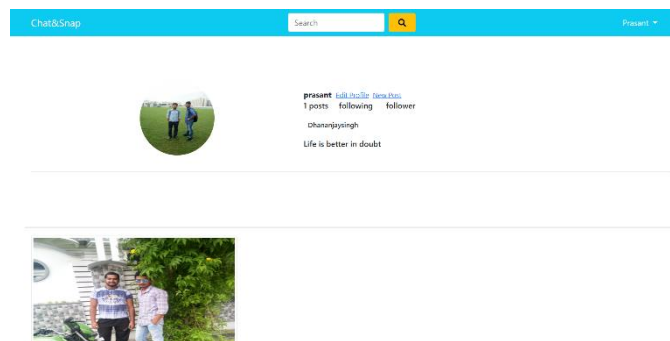 Chat&Snap
Search
Prasant
prasant Edit Profile New Post
1 posts following follower
Dhananjaysingh
Life is better in doubt